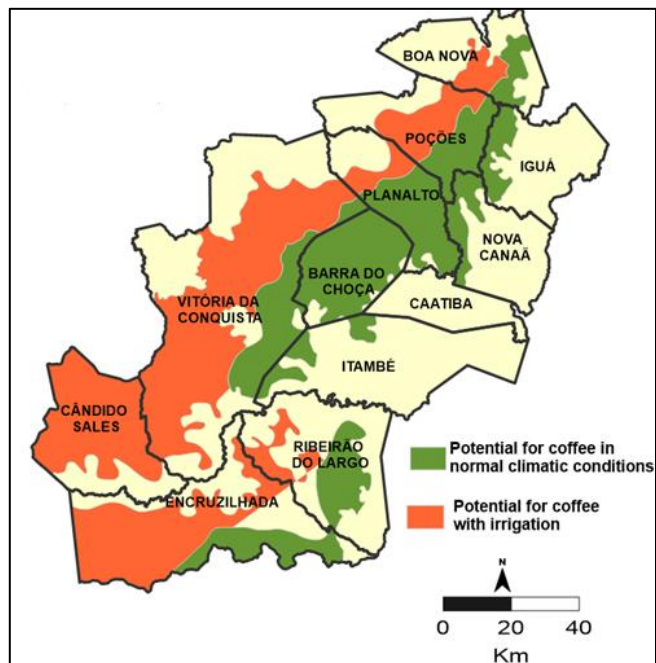 BOA NOVA
POÇÕES
IGUÁ
PLANALTO
NOVA
CANAÃ
BARRA DO
CHOÇA
VITÓRIA DA
CONQUISTA
CAATIBA
ITAMBÉ
CÂNDIDO
SALES
RIBEIRÃO
DO LARGO
ENCRUZILHADA
Potential for coffee in
normal climatic conditions
Potential for coffee
with irrigation
N
0 20 40
Km